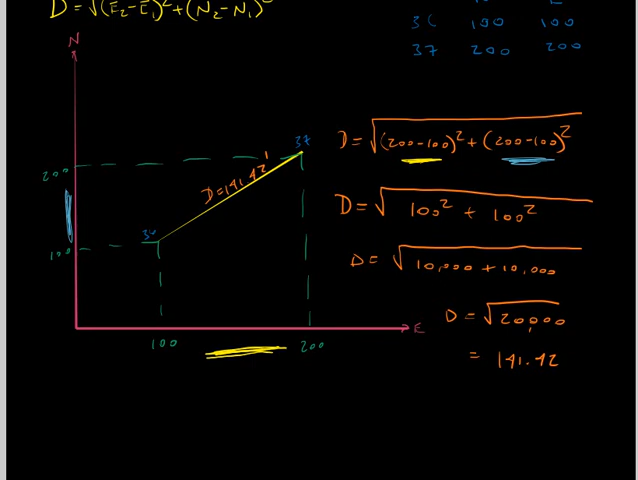 D=√(E₂-E₁)²+(N₂-N₁)²
36 100 100
37 200 200
N
D=√(200-100)²+(200-100)²
37
200
D=141.42'
D=√100²+100²
36
100
D=√10,000+10,000
D=√20,000
E
100
200
=141.42